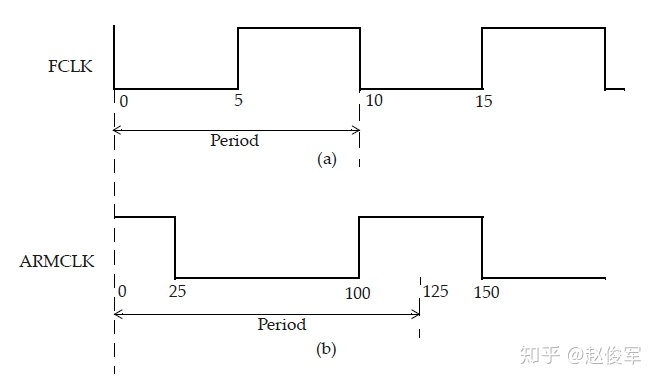 FCLK
0 5 10 15
Period
(a)
ARMCLK
0 25 100 125 150
Period
(b)
知乎 @赵俊军